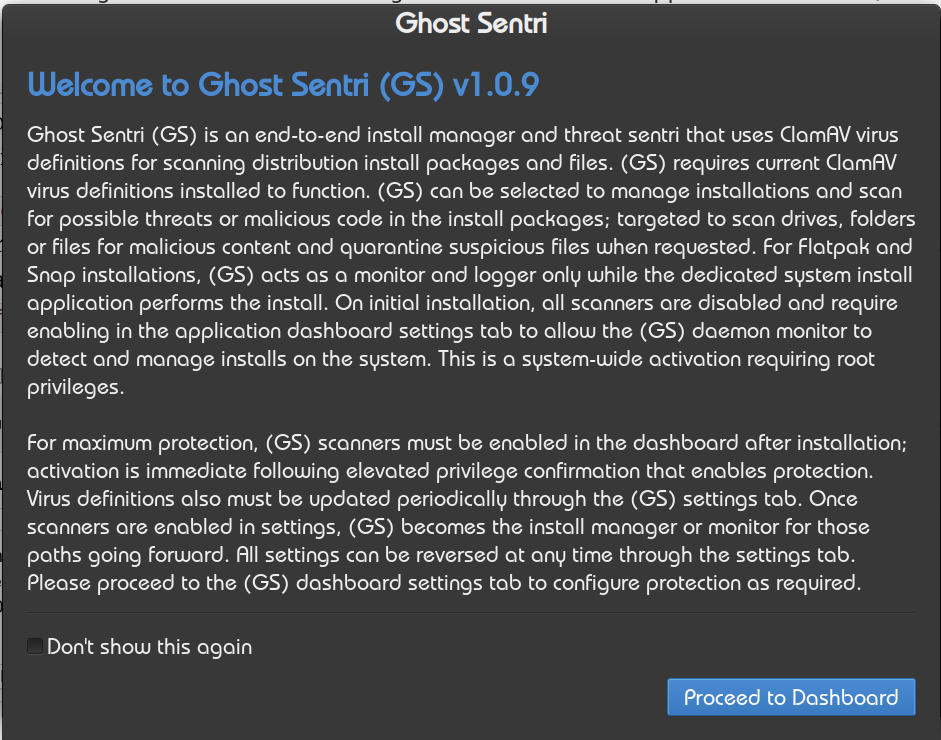 Ghost Sentri
Welcome to Ghost Sentri (GS) v1.0.9
Ghost Sentri (GS) is an end-to-end install manager and threat sentri that uses ClamAV virus
definitions for scanning distribution install packages and files. (GS) requires current ClamAV
virus definitions installed to function. (GS) can be selected to manage installations and scan
for possible threats or malicious code in the install packages; targeted to scan drives, folders
or files for malicious content and quarantine suspicious files when requested. For Flatpak and
Snap installations, (GS) acts as a monitor and logger only while the dedicated system install
application performs the install. On initial installation, all scanners are disabled and require
enabling in the application dashboard settings tab to allow the (GS) daemon monitor to
detect and manage installs on the system. This is a system-wide activation requiring root
privileges.
For maximum protection, (GS) scanners must be enabled in the dashboard after installation;
activation is immediate following elevated privilege confirmation that enables protection.
Virus definitions also must be updated periodically through the (GS) settings tab. Once
scanners are enabled in settings, (GS) becomes the install manager or monitor for those
paths going forward. All settings can be reversed at any time through the settings tab.
Please proceed to the (GS) dashboard settings tab to configure protection as required.
Don't show this again
Proceed to Dashboard